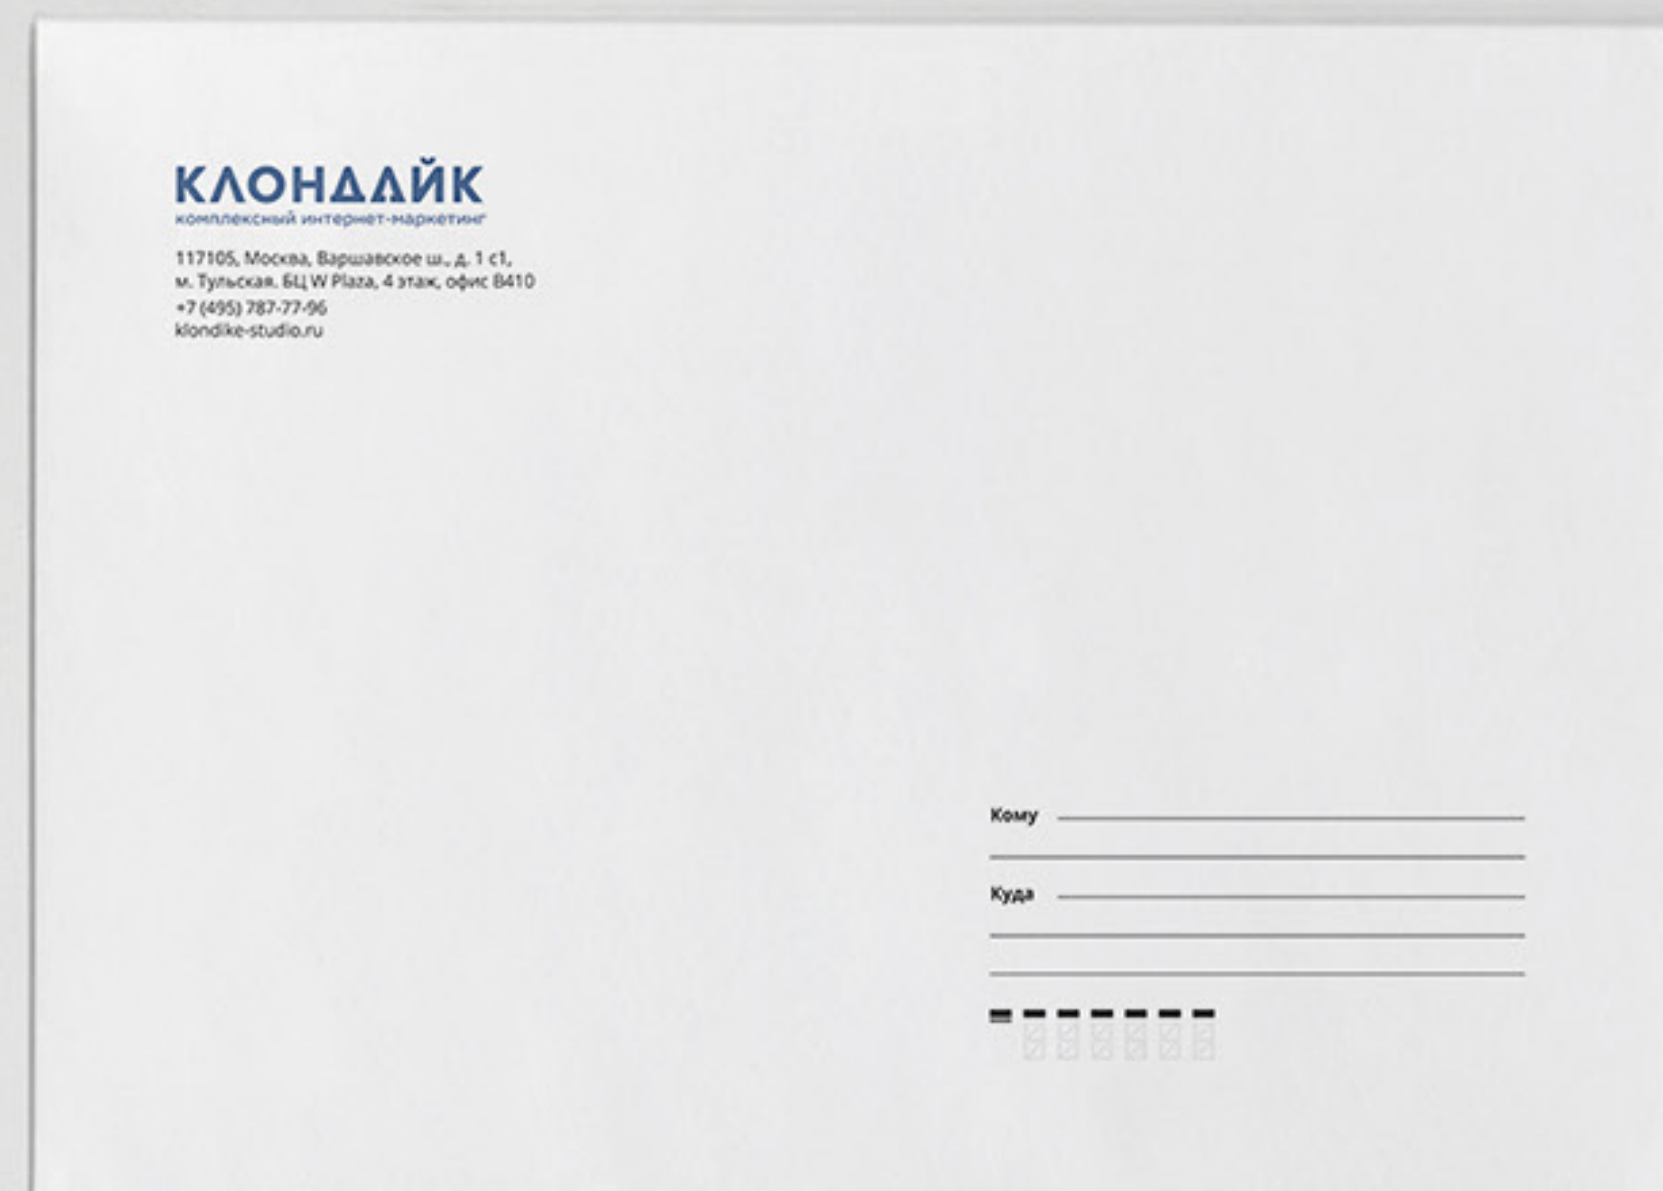 КЛОНДАЙК
комплексный интернет-маркетинг
117105, Москва, Варшавское ш., д. 1 с1,
м. Тульская. БЦ W Plaza, 4 этаж, офис B410
+7 (495) 787-77-96
klondike-studio.ru
Кому
Куда